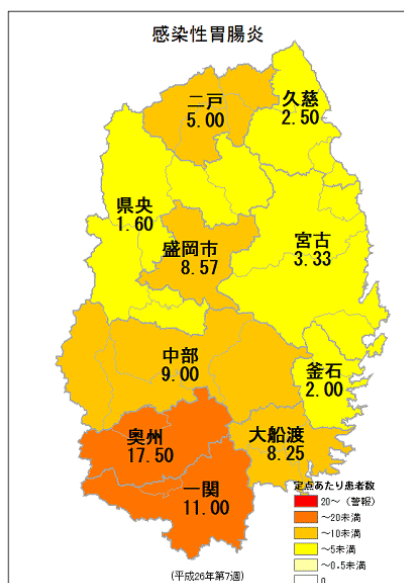 感染性胃腸炎
二戸
5.00
久慈
2.50
県央
1.60
盛岡市
8.57
宮古
3.33
中部
9.00
釜石
2.00
奥州
17.50
大船渡
8.25
一関
11.00
定点あたり患者数
20~（警報）
~20未満
~10未満
~5未満
~0.5未満
0
(平成26年第7週)